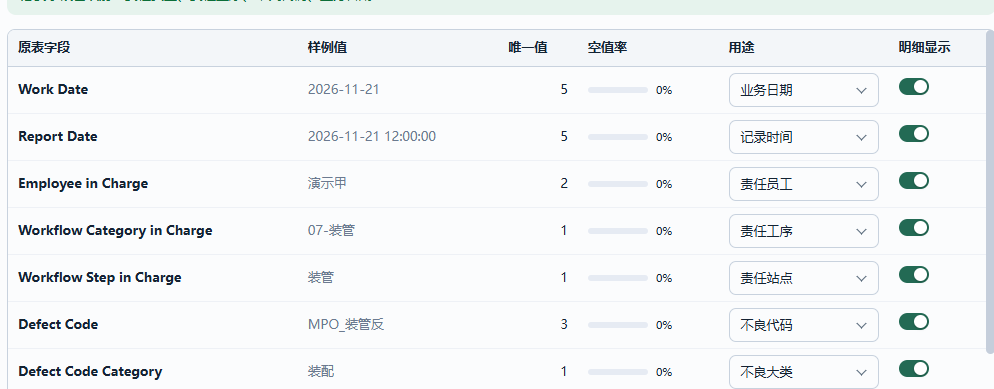 原表字段 样例值 唯一值 空值率 用途 明细显示
Work Date 2026-11-21 5 0% 业务日期
Report Date 2026-11-21 12:00:00 5 0% 记录时间
Employee in Charge 演示甲 2 0% 责任员工
Workflow Category in Charge 07-装管 1 0% 责任工序
Workflow Step in Charge 装管 1 0% 责任站点
Defect Code MPO_装管反 3 0% 不良代码
Defect Code Category 装配 1 0% 不良大类